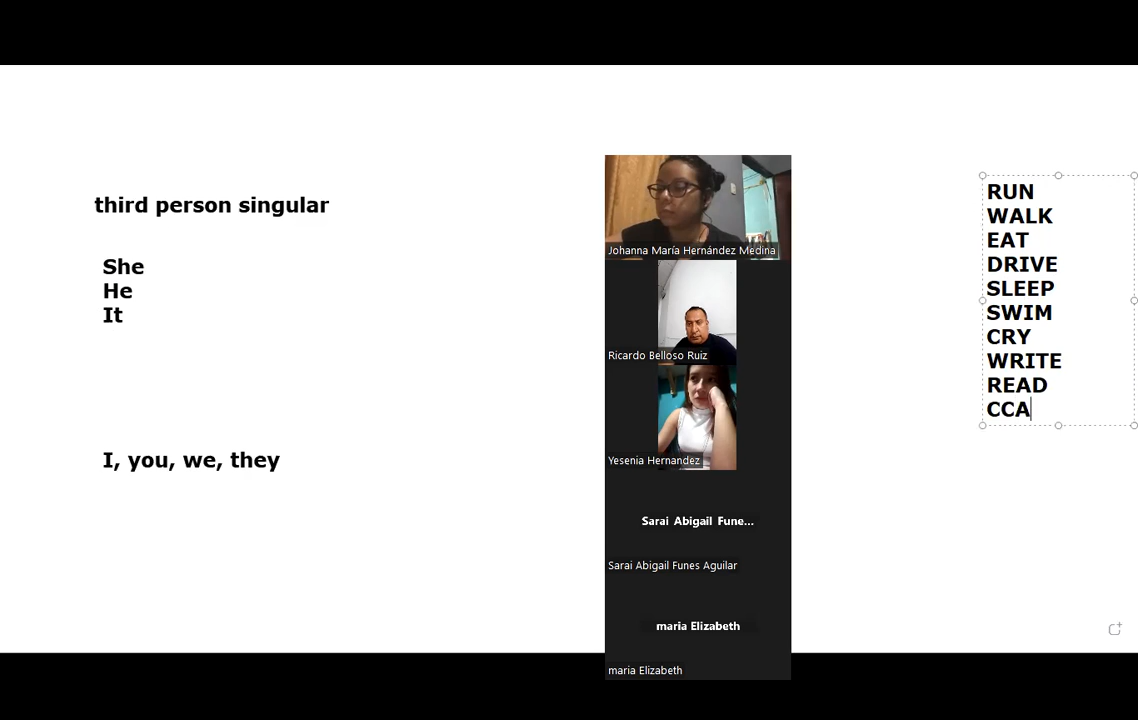 third person singular
She
He
It
I, you, we, they
Johanna María Hernández Medina
Ricardo Belloso Ruiz
Yesenia Hernandez
Sarai Abigail Fune...
Sarai Abigail Funes Aguilar
maria Elizabeth
maria Elizabeth
RUN
WALK
EAT
DRIVE
SLEEP
SWIM
CRY
WRITE
READ
CCA